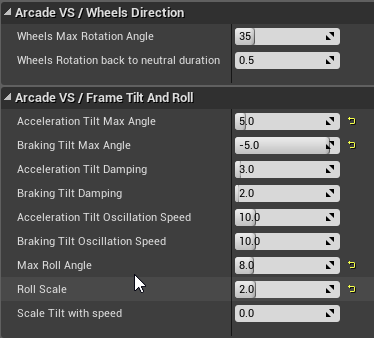 Arcade VS / Wheels Direction
Wheels Max Rotation Angle 35
Wheels Rotation back to neutral duration 0.5
Arcade VS / Frame Tilt And Roll
Acceleration Tilt Max Angle 5.0
Braking Tilt Max Angle -5.0
Acceleration Tilt Damping 3.0
Braking Tilt Damping 2.0
Acceleration Tilt Oscillation Speed 10.0
Braking Tilt Oscillation Speed 10.0
Max Roll Angle 8.0
Roll Scale 2.0
Scale Tilt with speed 0.0